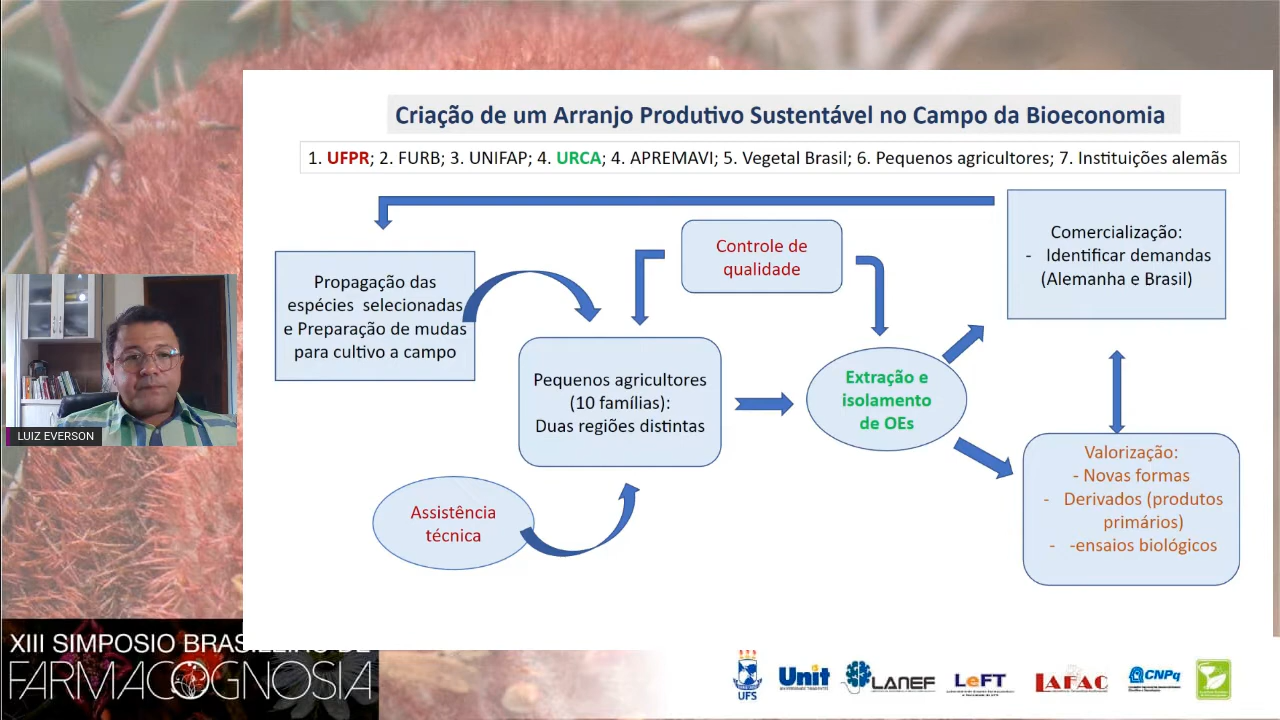 Criação de um Arranjo Produtivo Sustentável no Campo da Bioeconomia
1. UFPR; 2. FURB; 3. UNIFAP; 4. URCA; 4. APREMAVI; 5. Vegetal Brasil; 6. Pequenos agricultores; 7. Instituições alemãs
Propagação das
espécies selecionadas
e Preparação de mudas
para cultivo a campo
Controle de
qualidade
Comercialização:
- Identificar demandas
(Alemanha e Brasil)
Pequenos agricultores
(10 famílias):
Duas regiões distintas
Extração e
isolamento
de OEs
Assistência
técnica
Valorização:
- Novas formas
- Derivados (produtos
primários)
- -ensaios biológicos
LUIZ EVERSON
XIII SIMPOSIO
FARMACOGNOSIA
UFS
Unit
LANEF
LeFT
LAFAC
CNPq